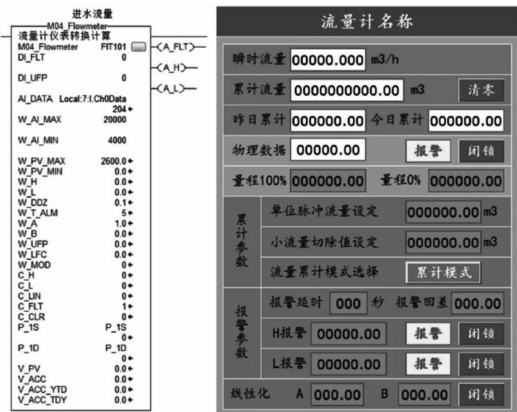 进水流量
M04_Flowmeter
流量计仪表转换计算
M04_Flowmeter FIT101
DI_FLT 0
DI_UFP 0
AI_DATA Local:7:I.Ch0Data
204
W_AI_MAX 20000
W_AI_MIN 4000
W_PV_MAX 2600.0
W_PV_MIN 0.0
W_H 0.0
W_L 0.0
W_DDZ 0.1
W_T_ALM 5
W_A 1.0
W_B 0.0
W_UFP 0.0
W_LFC 0.0
W_MOD 0
C_H 0
C_L 0
C_LIN 0
C_FLT 1
C_CLR 0
P_1S P_1S
0
P_1D P_1D
0
V_PV 0.0
V_ACC 0.0
V_ACC_YTD 0.0
V_ACC_TDY 0.0
(A_FLT)
(A_H)
(A_L)
流量计名称
瞬时流量 00000.000 m3/h
累计流量 0000000000.00 m3 清零
昨日累计 000000.00 今日累计 000000.00
物理数据 00000.00 报警 闭锁
量程100% 000000.00 量程0% 000000.00
累计参数
单位脉冲流量设定 000000.00 m3
小流量切除值设定 000000.00 m3
流量累计模式选择 累计模式
报警参数
报警延时 000 秒 报警回差 000.00
H报警 00000.00 报警 闭锁
L报警 00000.00 报警 闭锁
线性化 A 000.00 B 000.00 闭锁